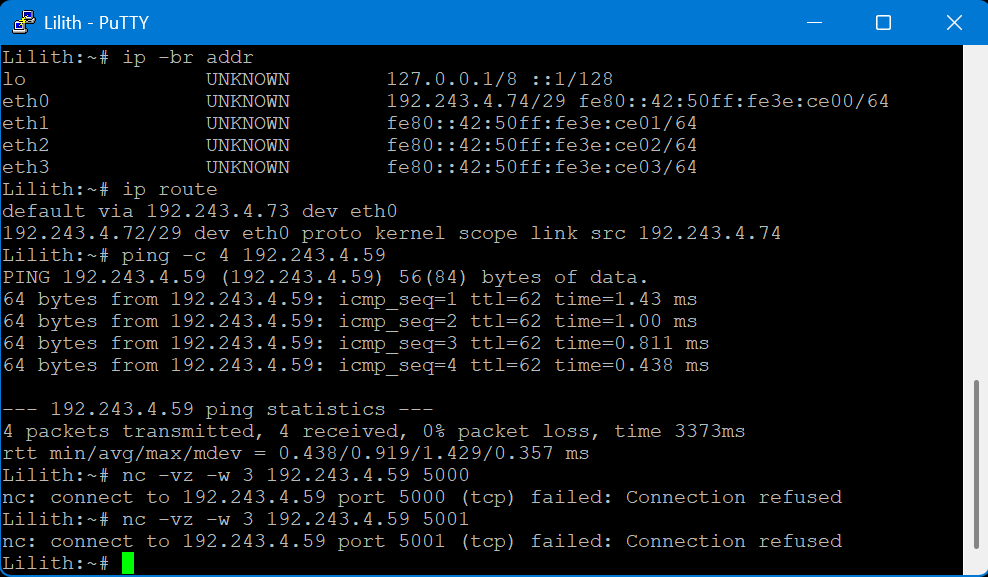 Lilith - PuTTY
Lilith:~# ip -br addr
lo               UNKNOWN        127.0.0.1/8 ::1/128
eth0             UNKNOWN        192.243.4.74/29 fe80::42:50ff:fe3e:ce00/64
eth1             UNKNOWN        fe80::42:50ff:fe3e:ce01/64
eth2             UNKNOWN        fe80::42:50ff:fe3e:ce02/64
eth3             UNKNOWN        fe80::42:50ff:fe3e:ce03/64
Lilith:~# ip route
default via 192.243.4.73 dev eth0
192.243.4.72/29 dev eth0 proto kernel scope link src 192.243.4.74
Lilith:~# ping -c 4 192.243.4.59
PING 192.243.4.59 (192.243.4.59) 56(84) bytes of data.
64 bytes from 192.243.4.59: icmp_seq=1 ttl=62 time=1.43 ms
64 bytes from 192.243.4.59: icmp_seq=2 ttl=62 time=1.00 ms
64 bytes from 192.243.4.59: icmp_seq=3 ttl=62 time=0.811 ms
64 bytes from 192.243.4.59: icmp_seq=4 ttl=62 time=0.438 ms
--- 192.243.4.59 ping statistics ---
4 packets transmitted, 4 received, 0% packet loss, time 3373ms
rtt min/avg/max/mdev = 0.438/0.919/1.429/0.357 ms
Lilith:~# nc -vz -w 3 192.243.4.59 5000
nc: connect to 192.243.4.59 port 5000 (tcp) failed: Connection refused
Lilith:~# nc -vz -w 3 192.243.4.59 5001
nc: connect to 192.243.4.59 port 5001 (tcp) failed: Connection refused
Lilith:~#